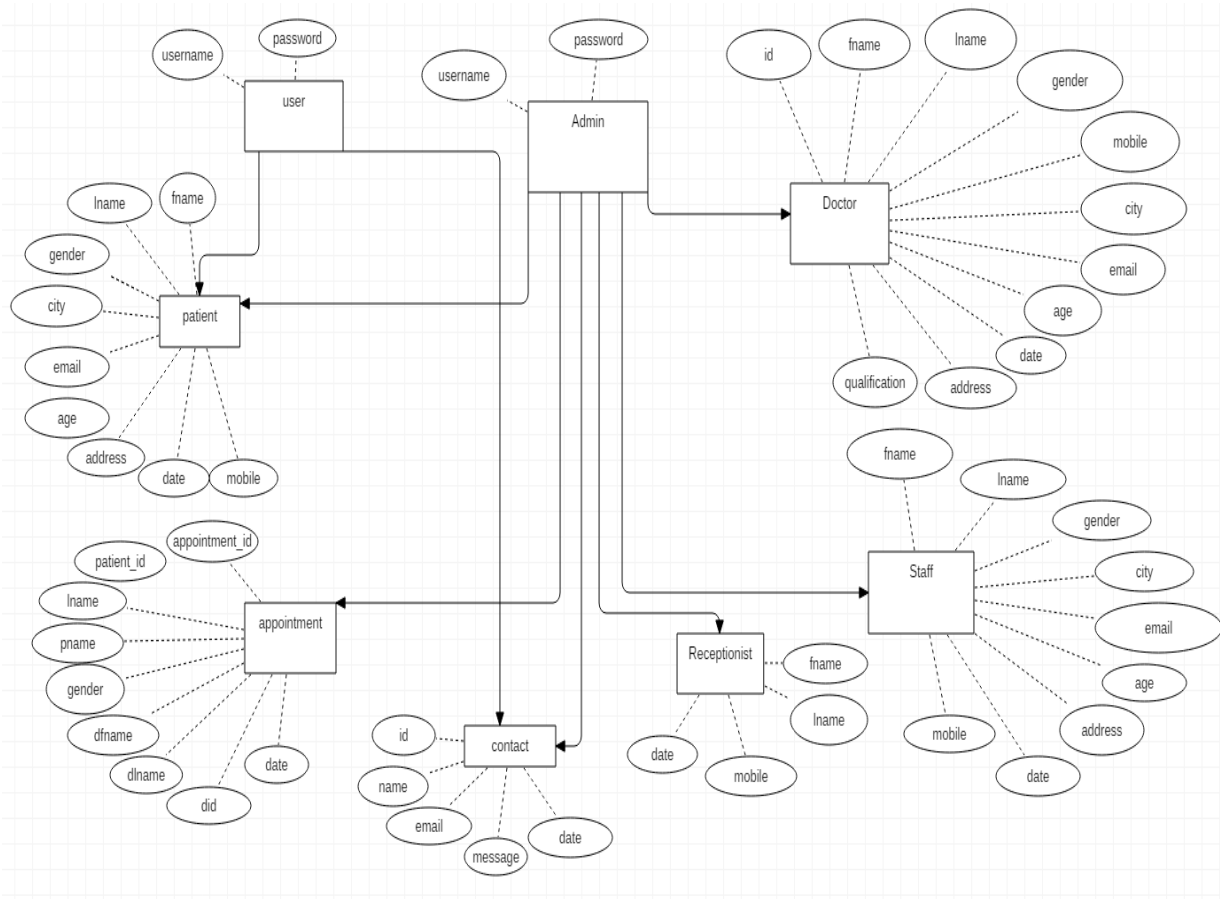 username
password
user
username
password
Admin
id
fname
lname
gender
mobile
city
email
age
date
address
qualification
Doctor
lname
fname
gender
city
email
age
address
date
mobile
patient
appointment_id
patient_id
lname
pname
gender
dfname
dlname
did
date
appointment
id
name
email
message
date
contact
Receptionist
fname
lname
date
mobile
fname
lname
gender
city
email
age
address
date
mobile
Staff